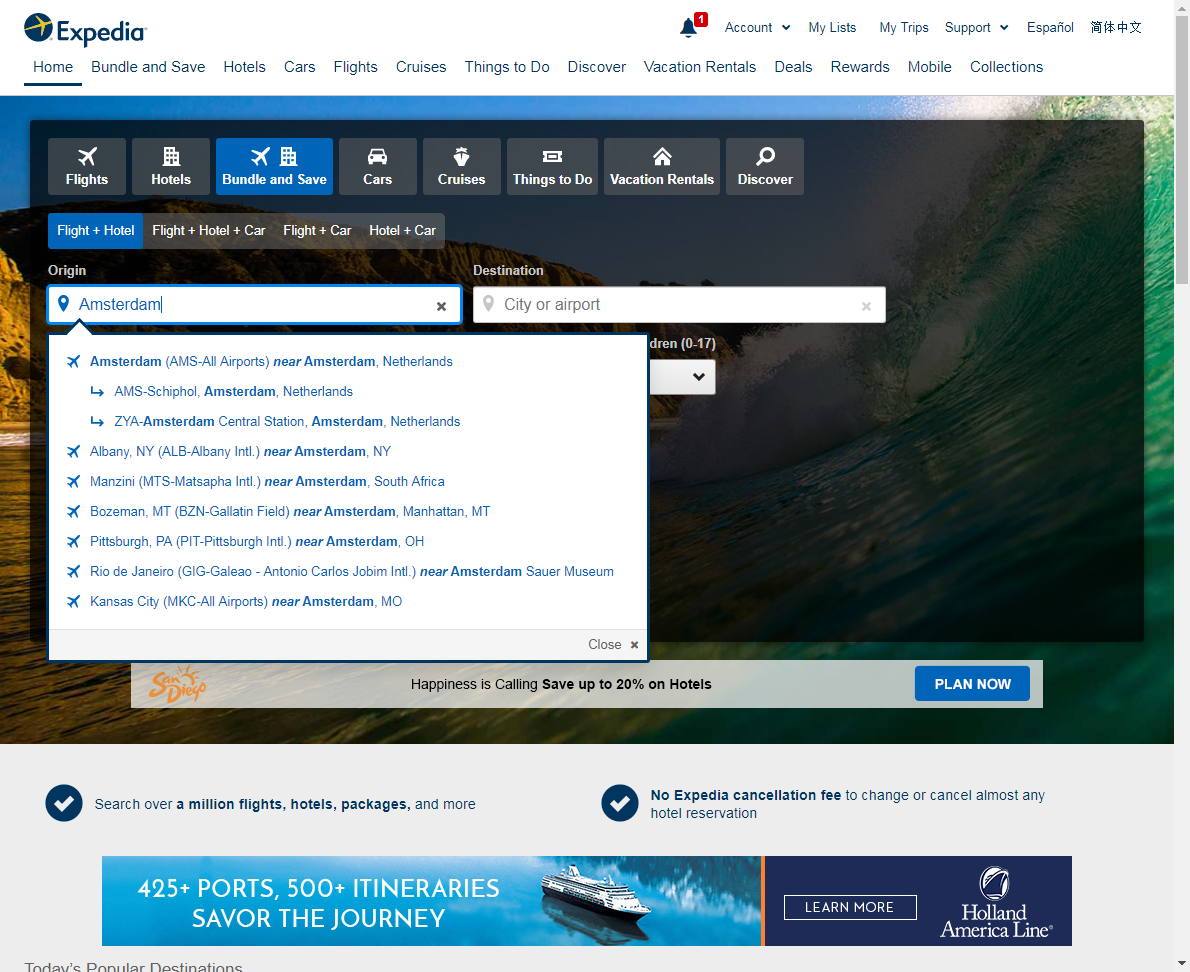 Expedia
1
Account
My Lists
My Trips
Support
Español
简体中文
Home
Bundle and Save
Hotels
Cars
Flights
Cruises
Things to Do
Discover
Vacation Rentals
Deals
Rewards
Mobile
Collections
Flights
Hotels
Bundle and Save
Cars
Cruises
Things to Do
Vacation Rentals
Discover
Flight + Hotel
Flight + Hotel + Car
Flight + Car
Hotel + Car
Origin
Destination
Amsterdam
City or airport
dren (0-17)
Amsterdam (AMS-All Airports) near Amsterdam, Netherlands
AMS-Schiphol, Amsterdam, Netherlands
ZYA-Amsterdam Central Station, Amsterdam, Netherlands
Albany, NY (ALB-Albany Intl.) near Amsterdam, NY
Manzini (MTS-Matsapha Intl.) near Amsterdam, South Africa
Bozeman, MT (BZN-Gallatin Field) near Amsterdam, Manhattan, MT
Pittsburgh, PA (PIT-Pittsburgh Intl.) near Amsterdam, OH
Rio de Janeiro (GIG-Galeao - Antonio Carlos Jobim Intl.) near Amsterdam Sauer Museum
Kansas City (MKC-All Airports) near Amsterdam, MO
Close
San Diego
Happiness is Calling Save up to 20% on Hotels
PLAN NOW
Search over a million flights, hotels, packages, and more
No Expedia cancellation fee to change or cancel almost any
hotel reservation
425+ PORTS, 500+ ITINERARIES
SAVOR THE JOURNEY
LEARN MORE
Holland
America Line®
Today's Popular Destinations